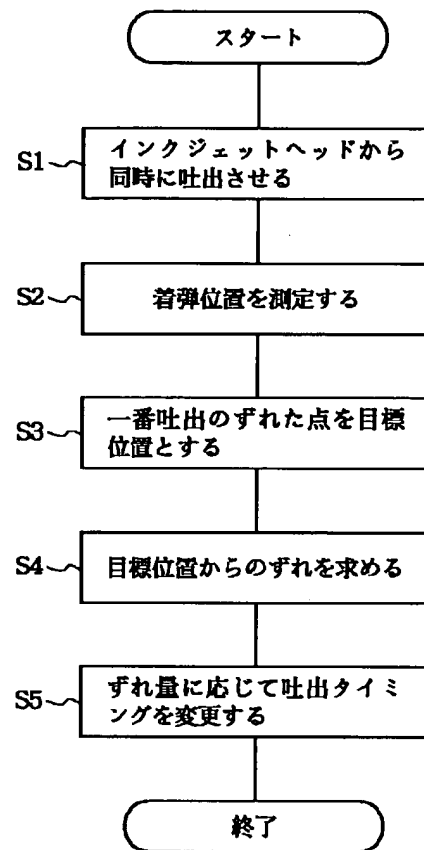 スタート
S1
インクジェットヘッドから
同時に吐出させる
S2
着弾位置を測定する
S3
一番吐出のずれた点を目標
位置とする
S4
目標位置からのずれを求める
S5
ずれ量に応じて吐出タイミ
ングを変更する
終了